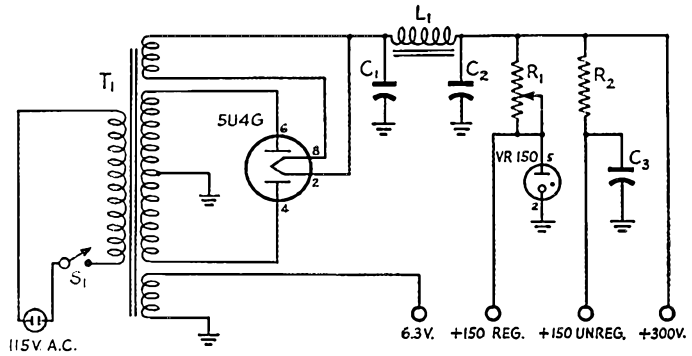 L1
T1
C1
C2
R1
R2
5U4G
6
8
2
4
VR 150
5
2
C3
S1
115 V. A.C.
6.3V.
+150 REG.
+150 UNREG.
+300V.